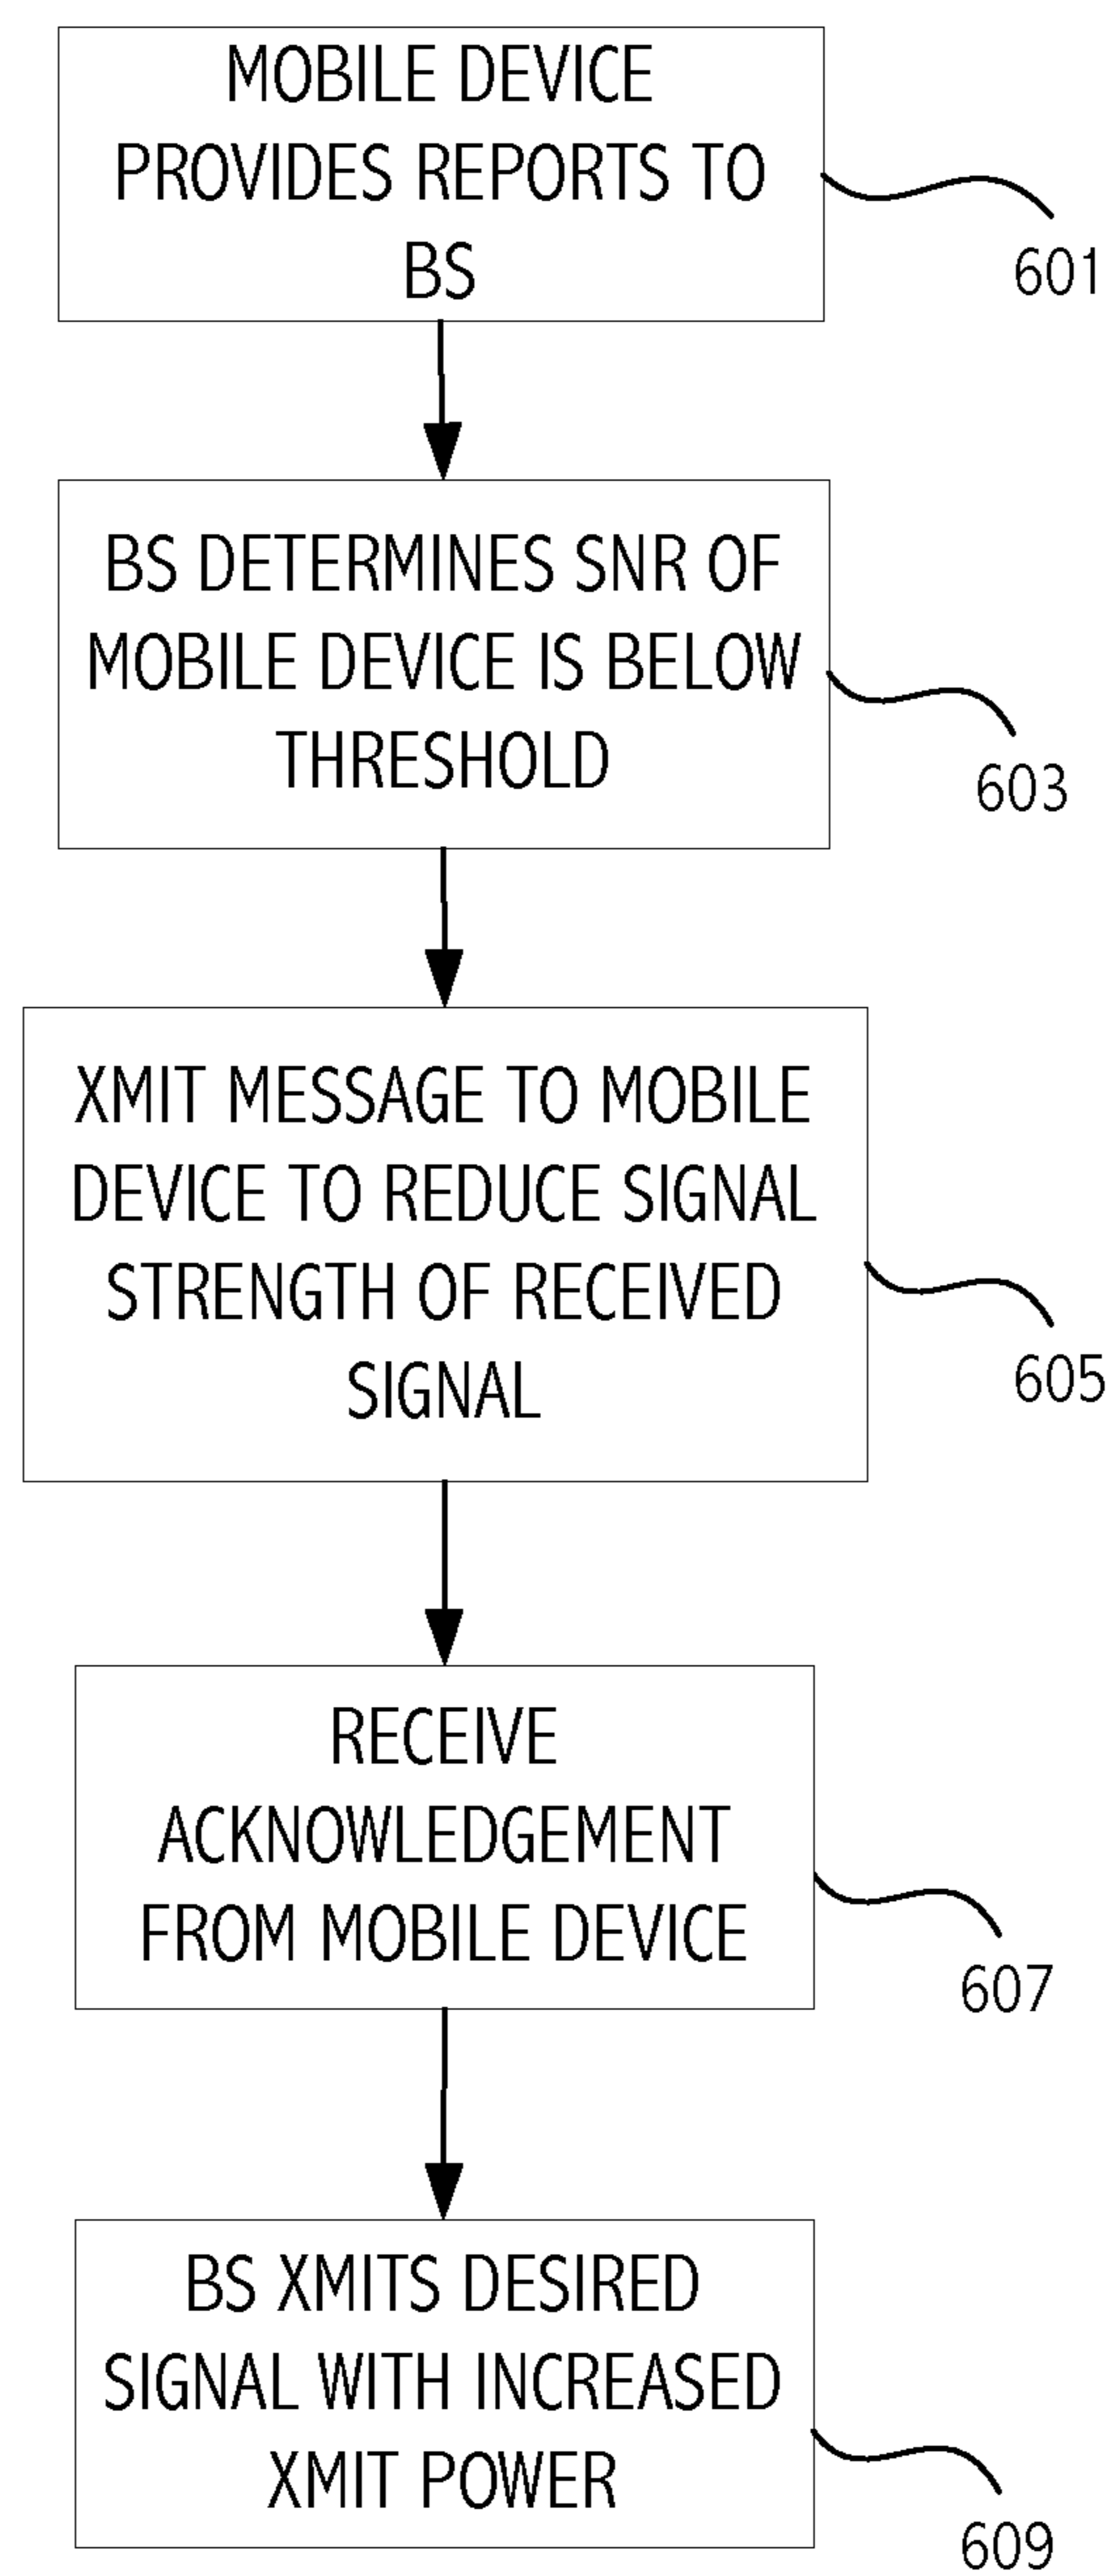 MOBILE DEVICE
PROVIDES REPORTS TO
BS
601
BS DETERMINES SNR OF
MOBILE DEVICE IS BELOW
THRESHOLD
603
XMIT MESSAGE TO MOBILE
DEVICE TO REDUCE SIGNAL
STRENGTH OF RECEIVED
SIGNAL
605
RECEIVE
ACKNOWLEDGEMENT
FROM MOBILE DEVICE
607
BS XMITS DESIRED
SIGNAL WITH INCREASED
XMIT POWER
609